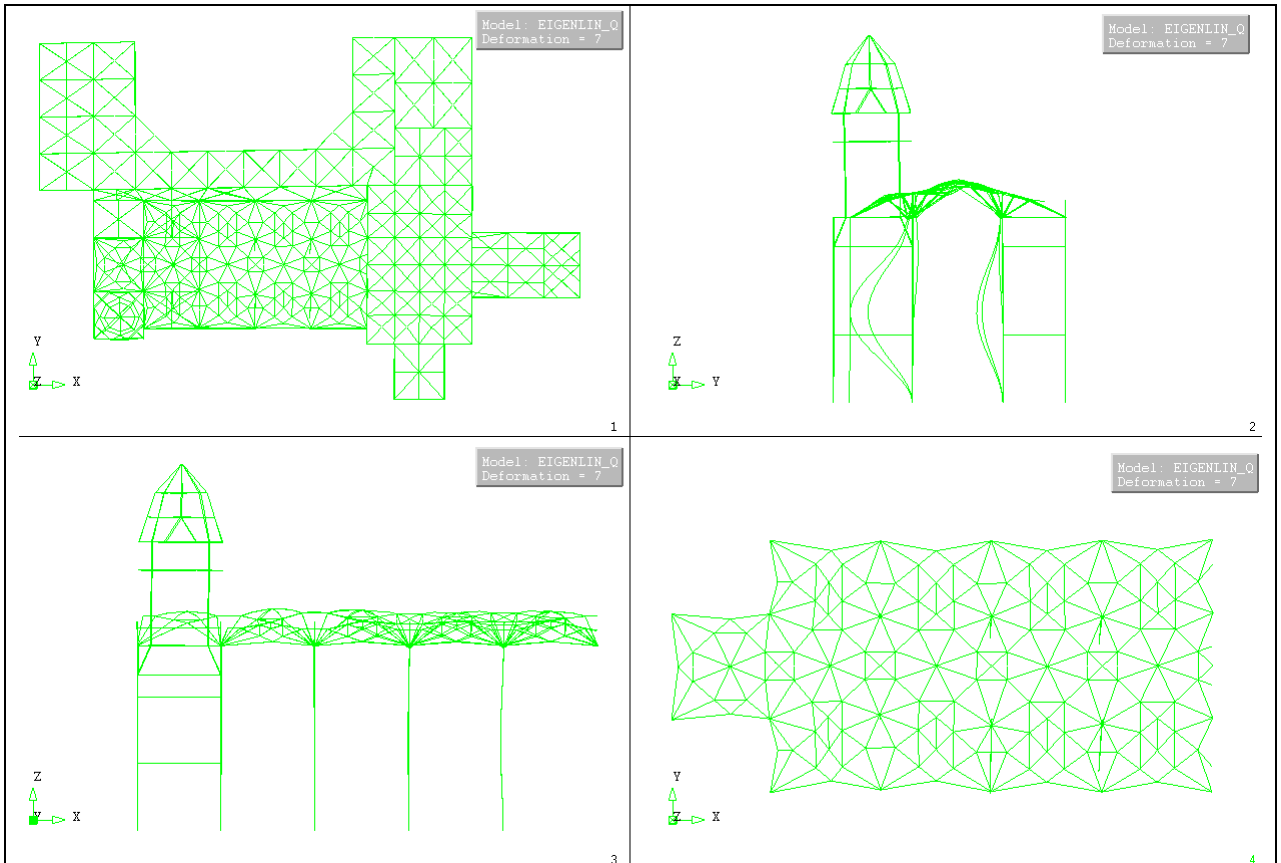 Model: EIGENLIN_Q
Deformation = 7
Y
Z
X
1
Model: EIGENLIN_Q
Deformation = 7
Z
X
Y
2
Model: EIGENLIN_Q
Deformation = 7
Z
Y
X
3
Model: EIGENLIN_Q
Deformation = 7
Y
Z
X
4